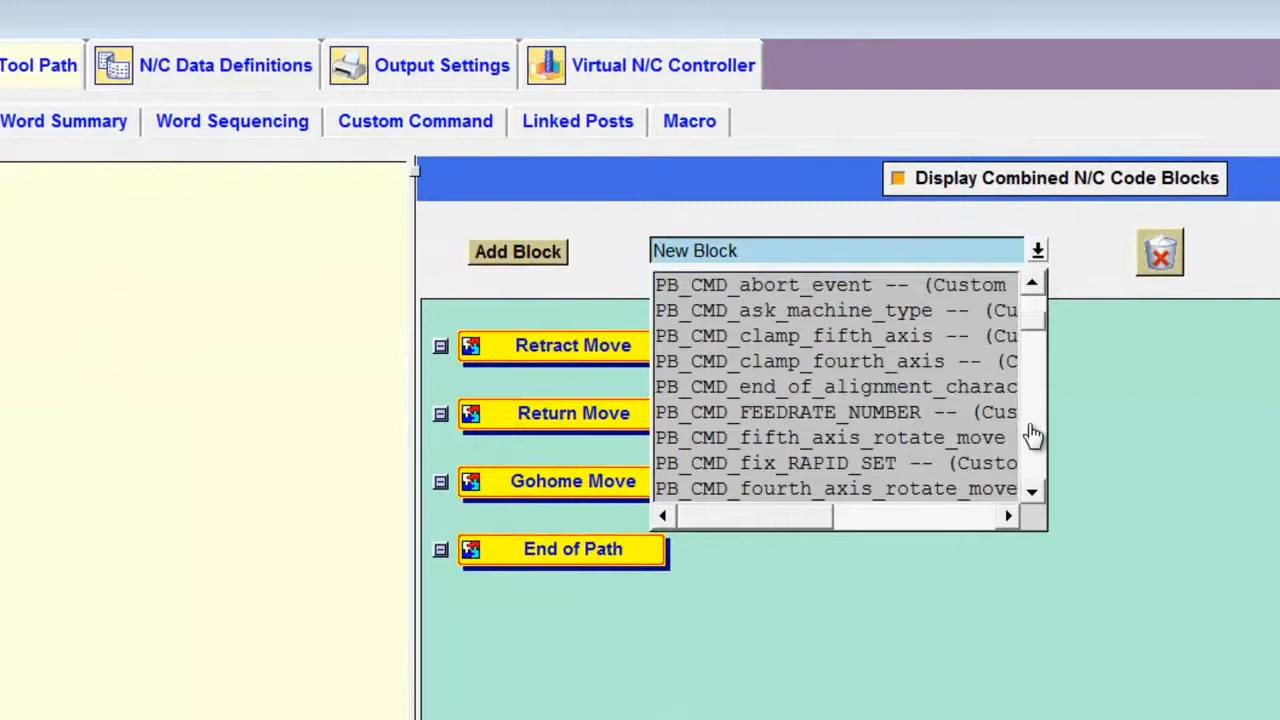 Tool Path N/C Data Definitions Output Settings Virtual N/C Controller
Word Summary Word Sequencing Custom Command Linked Posts Macro
Display Combined N/C Code Blocks
Add Block New Block
PB_CMD_abort_event -- (Custom
PB_CMD_ask_machine_type -- (Cu
PB_CMD_clamp_fifth_axis -- (Cu
PB_CMD_clamp_fourth_axis -- (C
PB_CMD_end_of_alignment_charac
PB_CMD_FEEDRATE_NUMBER -- (Cus
PB_CMD_fifth_axis_rotate_move
PB_CMD_fix_RAPID_SET -- (Custo
PB_CMD_fourth_axis_rotate_move
Retract Move
Return Move
Gohome Move
End of Path